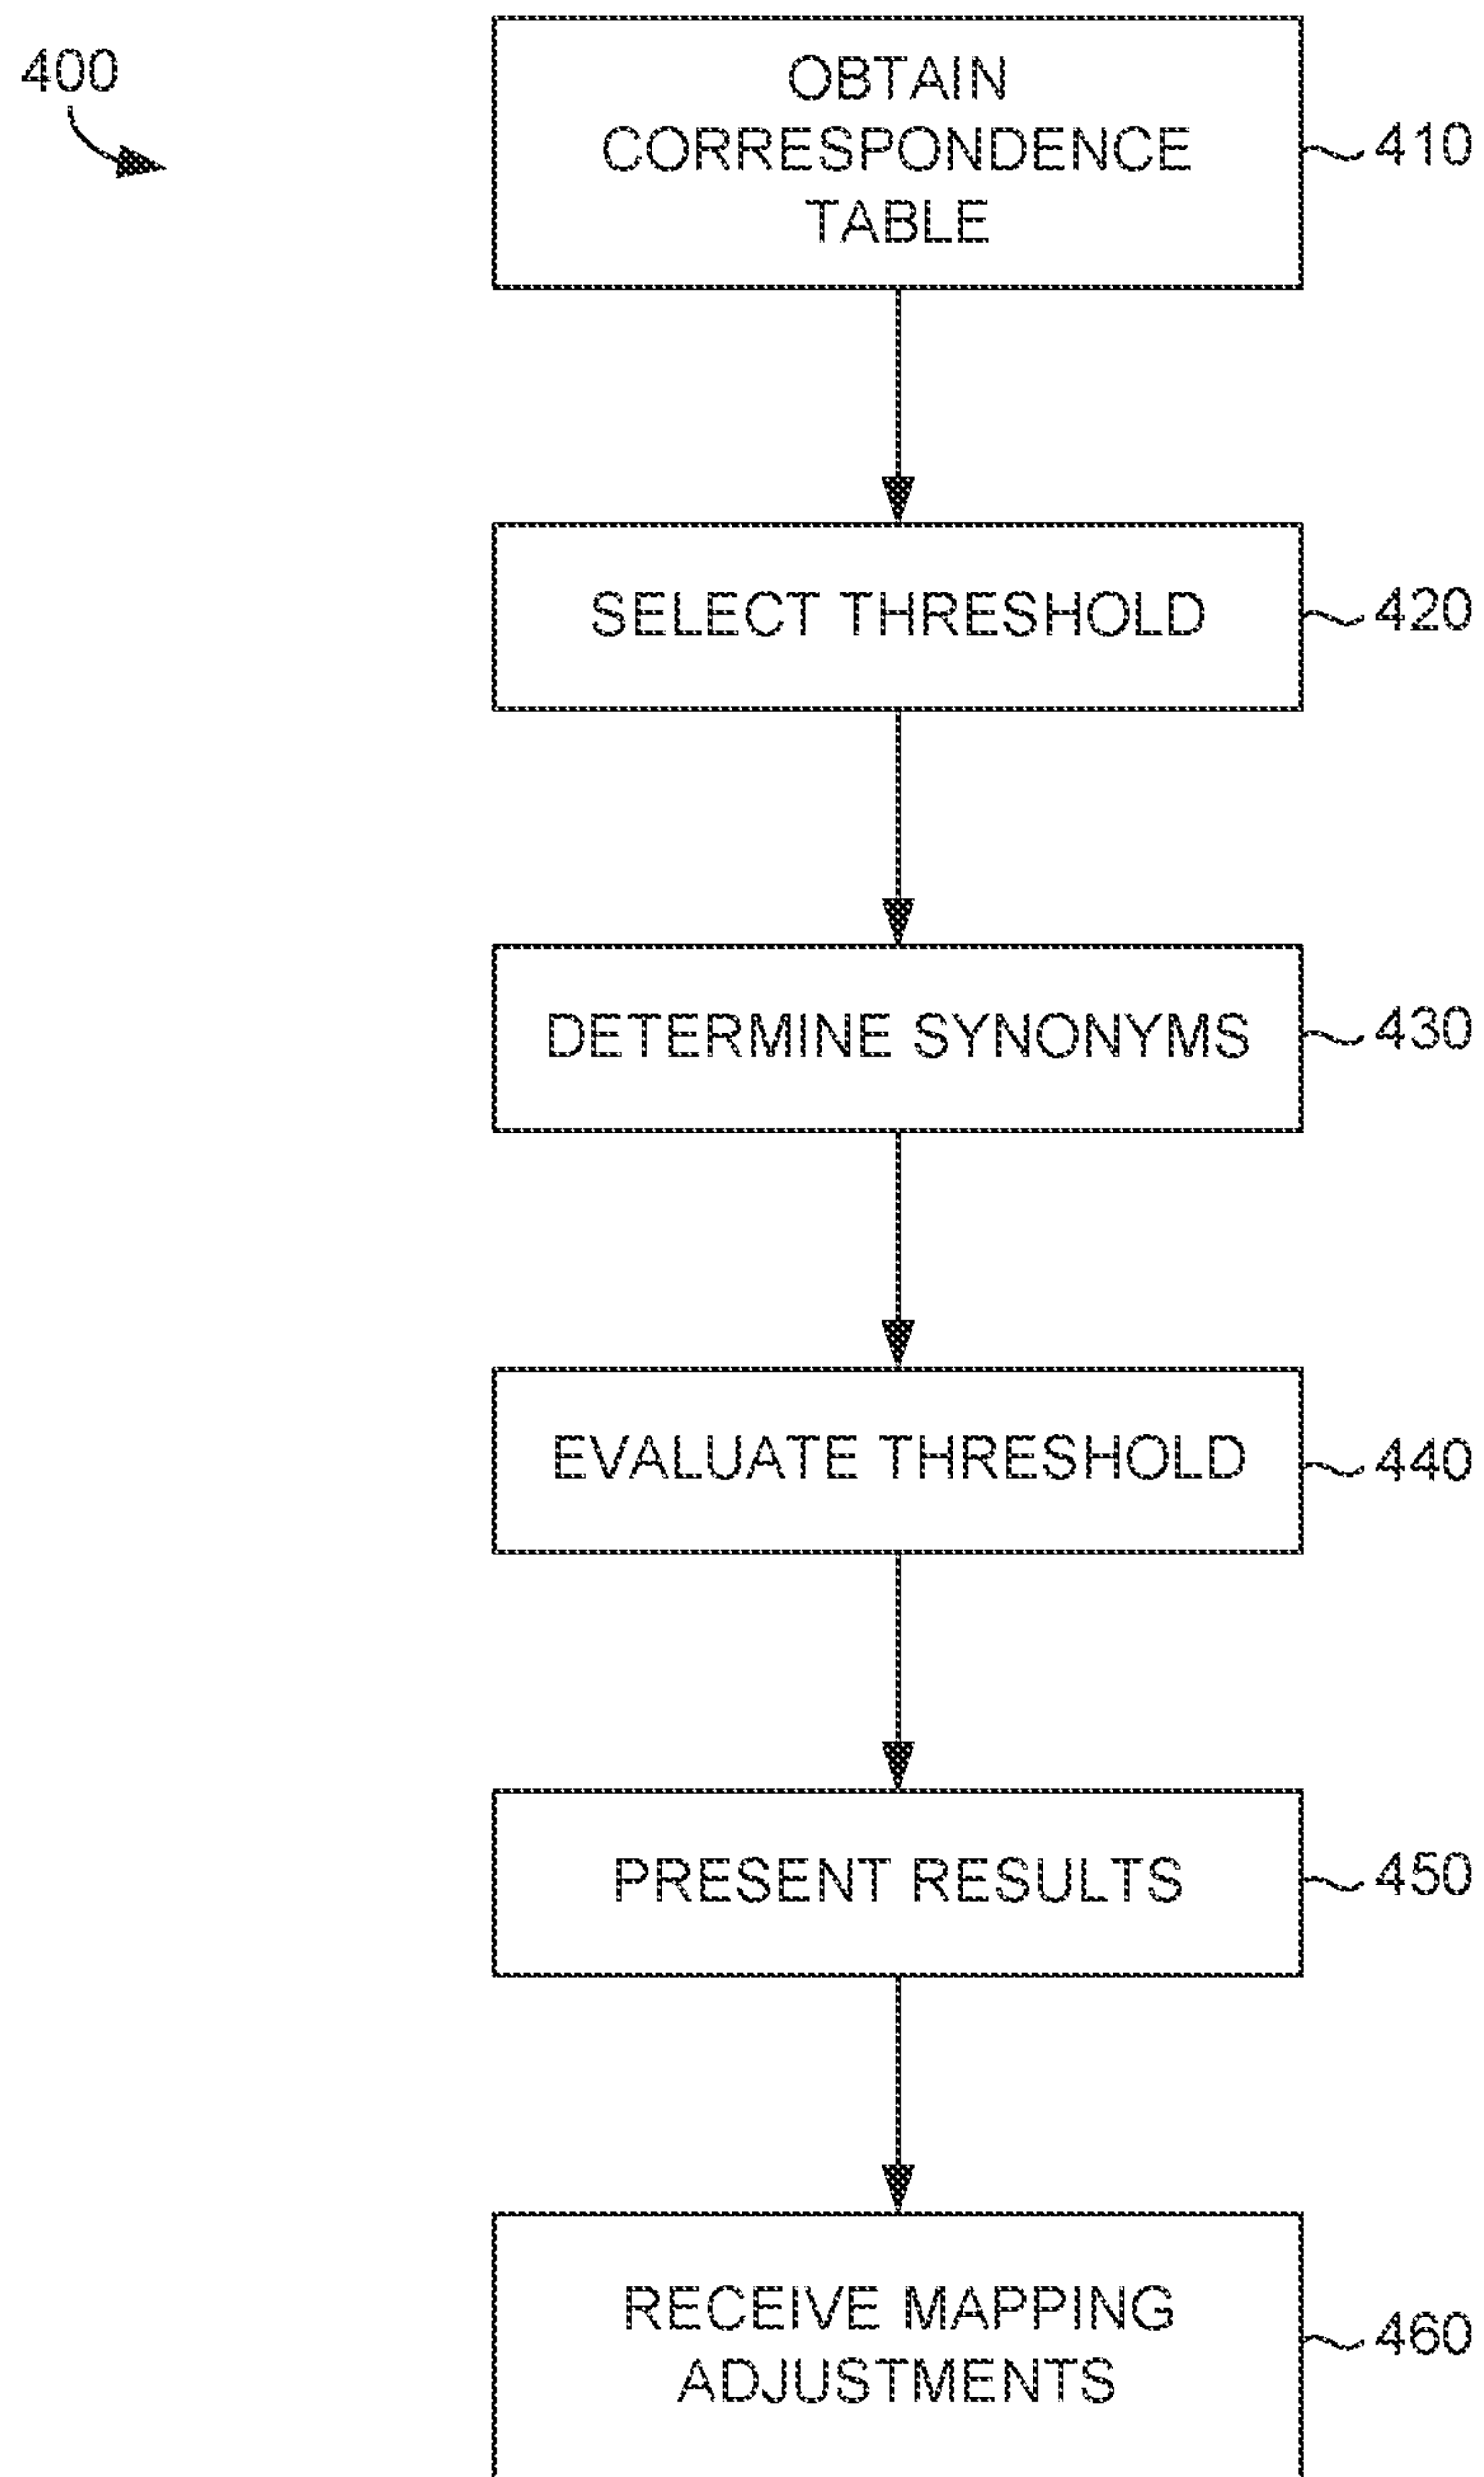 400
OBTAIN
CORRESPONDENCE
TABLE
410
SELECT THRESHOLD
420
DETERMINE SYNONYMS
430
EVALUATE THRESHOLD
440
PRESENT RESULTS
450
RECEIVE MAPPING
ADJUSTMENTS
460